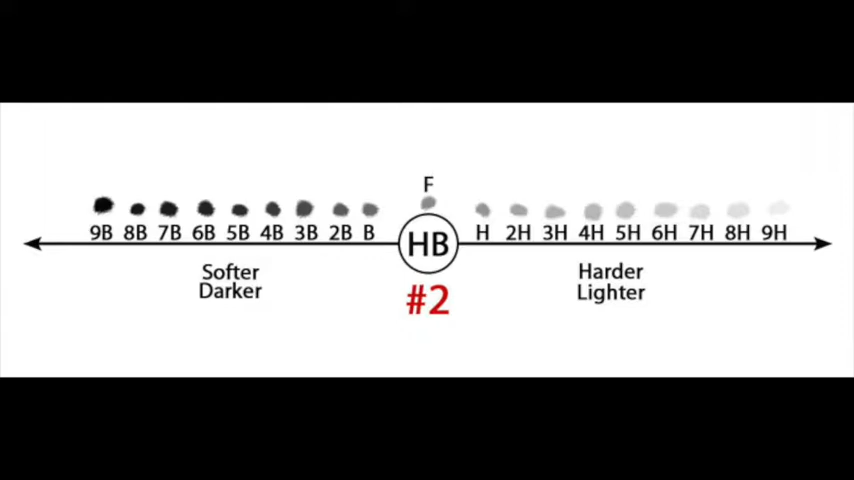 F
9B 8B 7B 6B 5B 4B 3B 2B B HB H 2H 3H 4H 5H 6H 7H 8H 9H
Softer
Darker
#2
Harder
Lighter